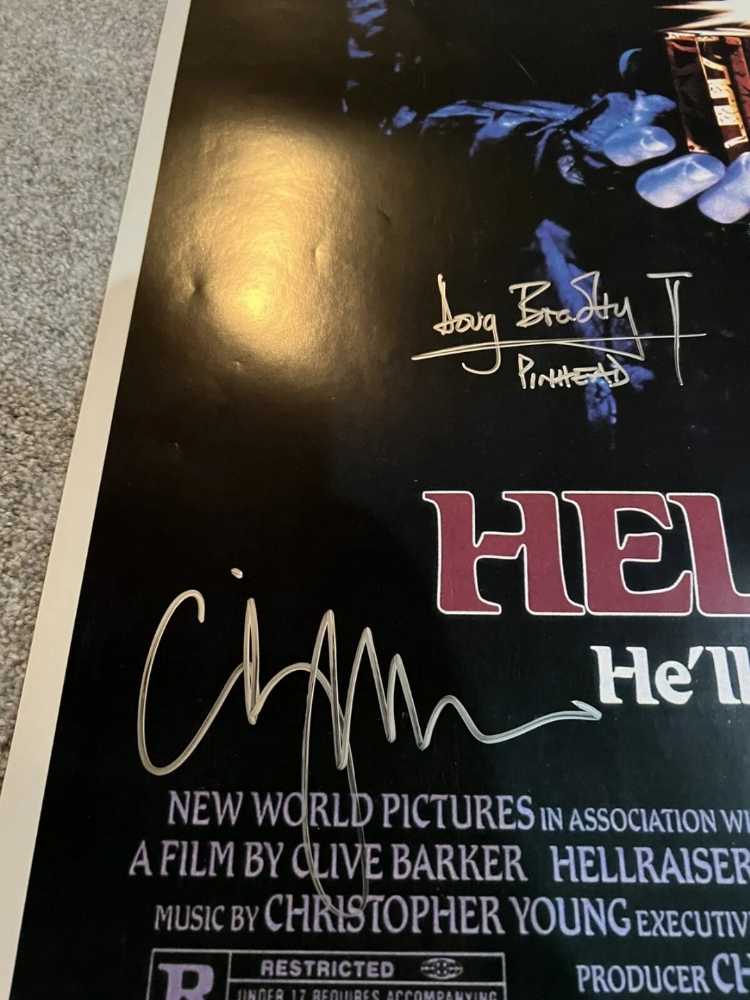 Doug Bradley
PINHEAD
HEL
He'll
NEW WORLD PICTURES IN ASSOCIATION WI
A FILM BY CLIVE BARKER HELLRAISER
MUSIC BY CHRISTOPHER YOUNG EXECUTIV
PRODUCER CH
R RESTRICTED
UNDER 17 REQUIRES ACCOMPANYING